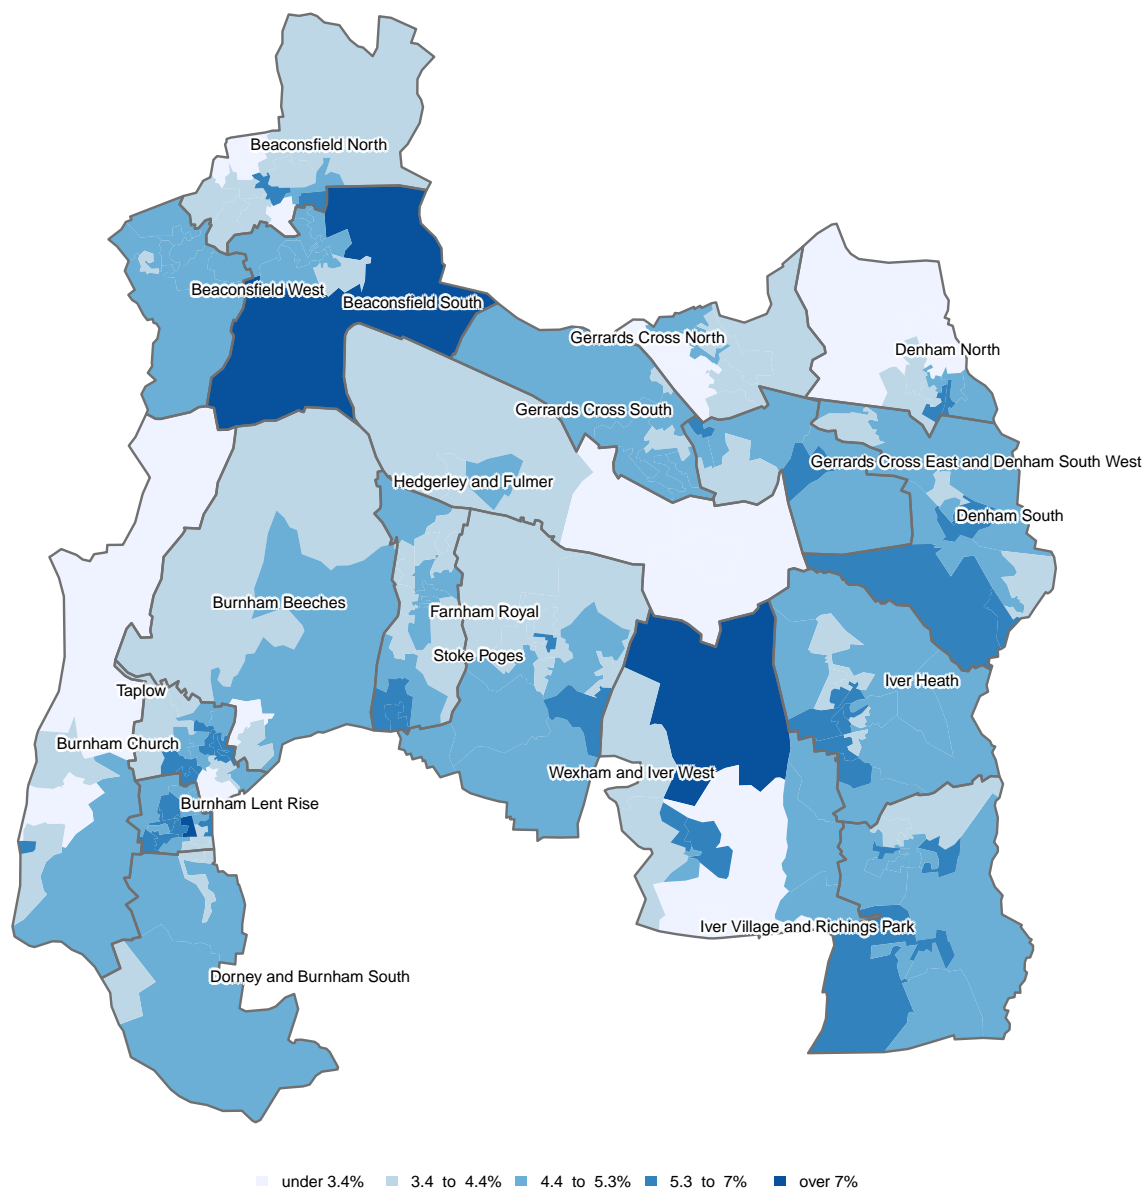 Beaconsfield North
Beaconsfield West
Beaconsfield South
Gerrards Cross North
Denham North
Gerrards Cross South
Gerrards Cross East and Denham South West
Hedgerley and Fulmer
Denham South
Burnham Beeches
Farnham Royal
Stoke Poges
Iver Heath
Taplow
Burnham Church
Wexham and Iver West
Burnham Lent Rise
Iver Village and Richings Park
Dorney and Burnham South
under 3.4% 3.4 to 4.4% 4.4 to 5.3% 5.3 to 7% over 7%